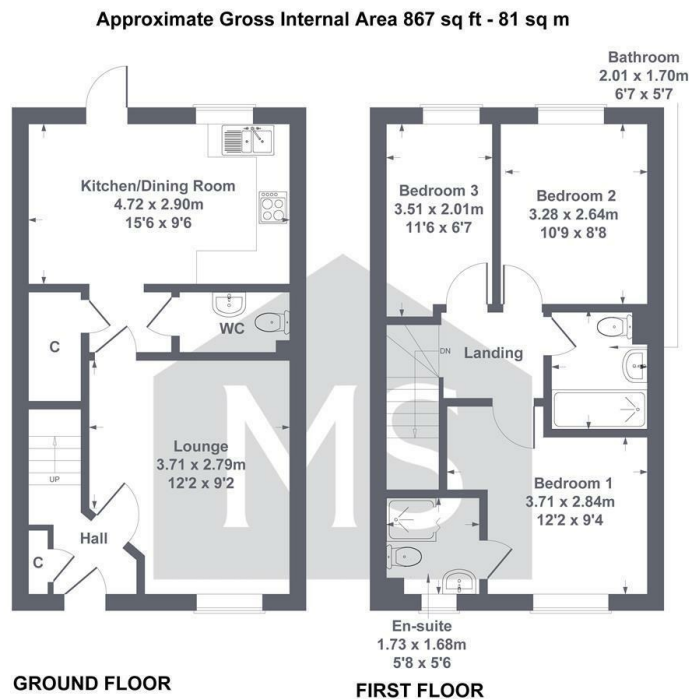 Approximate Gross Internal Area 867 sq ft - 81 sq m
Bathroom
2.01 x 1.70m
6'7 x 5'7
Kitchen/Dining Room
4.72 x 2.90m
15'6 x 9'6
WC
C
Lounge
3.71 x 2.79m
12'2 x 9'2
UP
Hall
C
GROUND FLOOR
Bedroom 3
3.51 x 2.01m
11'6 x 6'7
Bedroom 2
3.28 x 2.64m
10'9 x 8'8
DN
Landing
Bedroom 1
3.71 x 2.84m
12'2 x 9'4
En-suite
1.73 x 1.68m
5'8 x 5'6
FIRST FLOOR
MS